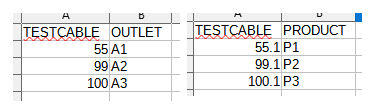 A B
TESTCABLE OUTLET
55 A1
99 A2
100 A3
A B
TESTCABLE PRODUCT
55.1 P1
99.1 P2
100.1 P3